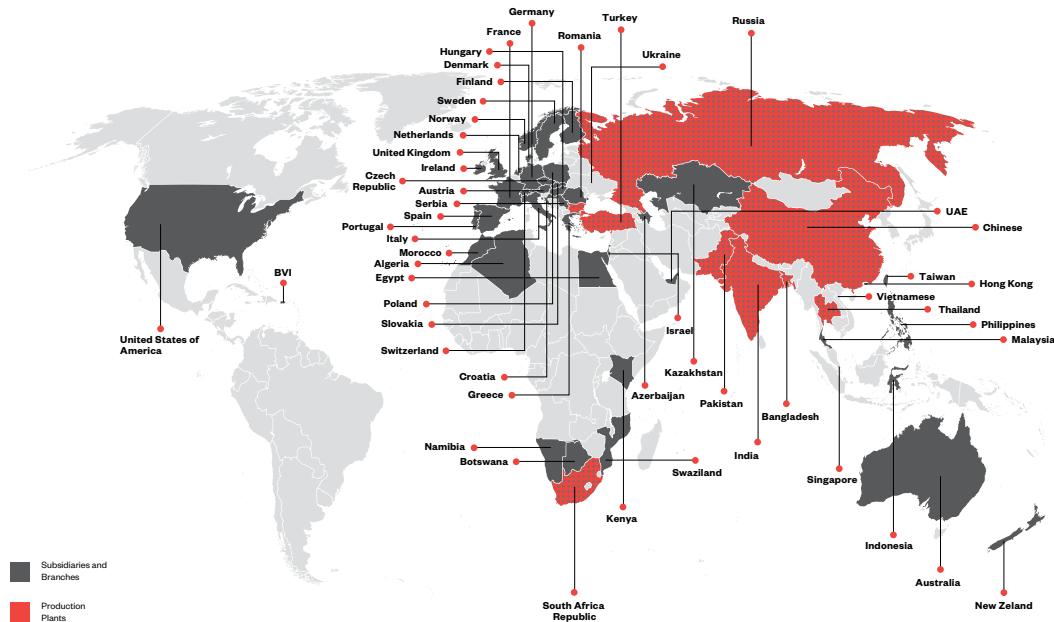 Germany
Turkey
Russia
France
Romania
Hungary
Ukraine
Denmark
Finland
Sweden
Norway
Netherlands
United Kingdom
Ireland
Czech
Republic
Austria
Serbia
Spain
Portugal
Italy
Morocco
Algeria
Egypt
UAE
Chinese
BVI
Taiwan
Hong Kong
Vietnamese
Thailand
Philippines
Malaysia
Poland
Slovakia
Switzerland
Israel
United States of
America
Kazakhstan
Croatia
Greece
Azerbaijan
Pakistan
Bangladesh
Namibia
Botswana
Swaziland
India
Singapore
Kenya
Indonesia
Australia
South Africa
Republic
New Zeland
Subsidiaries and
Branches
Production
Plants